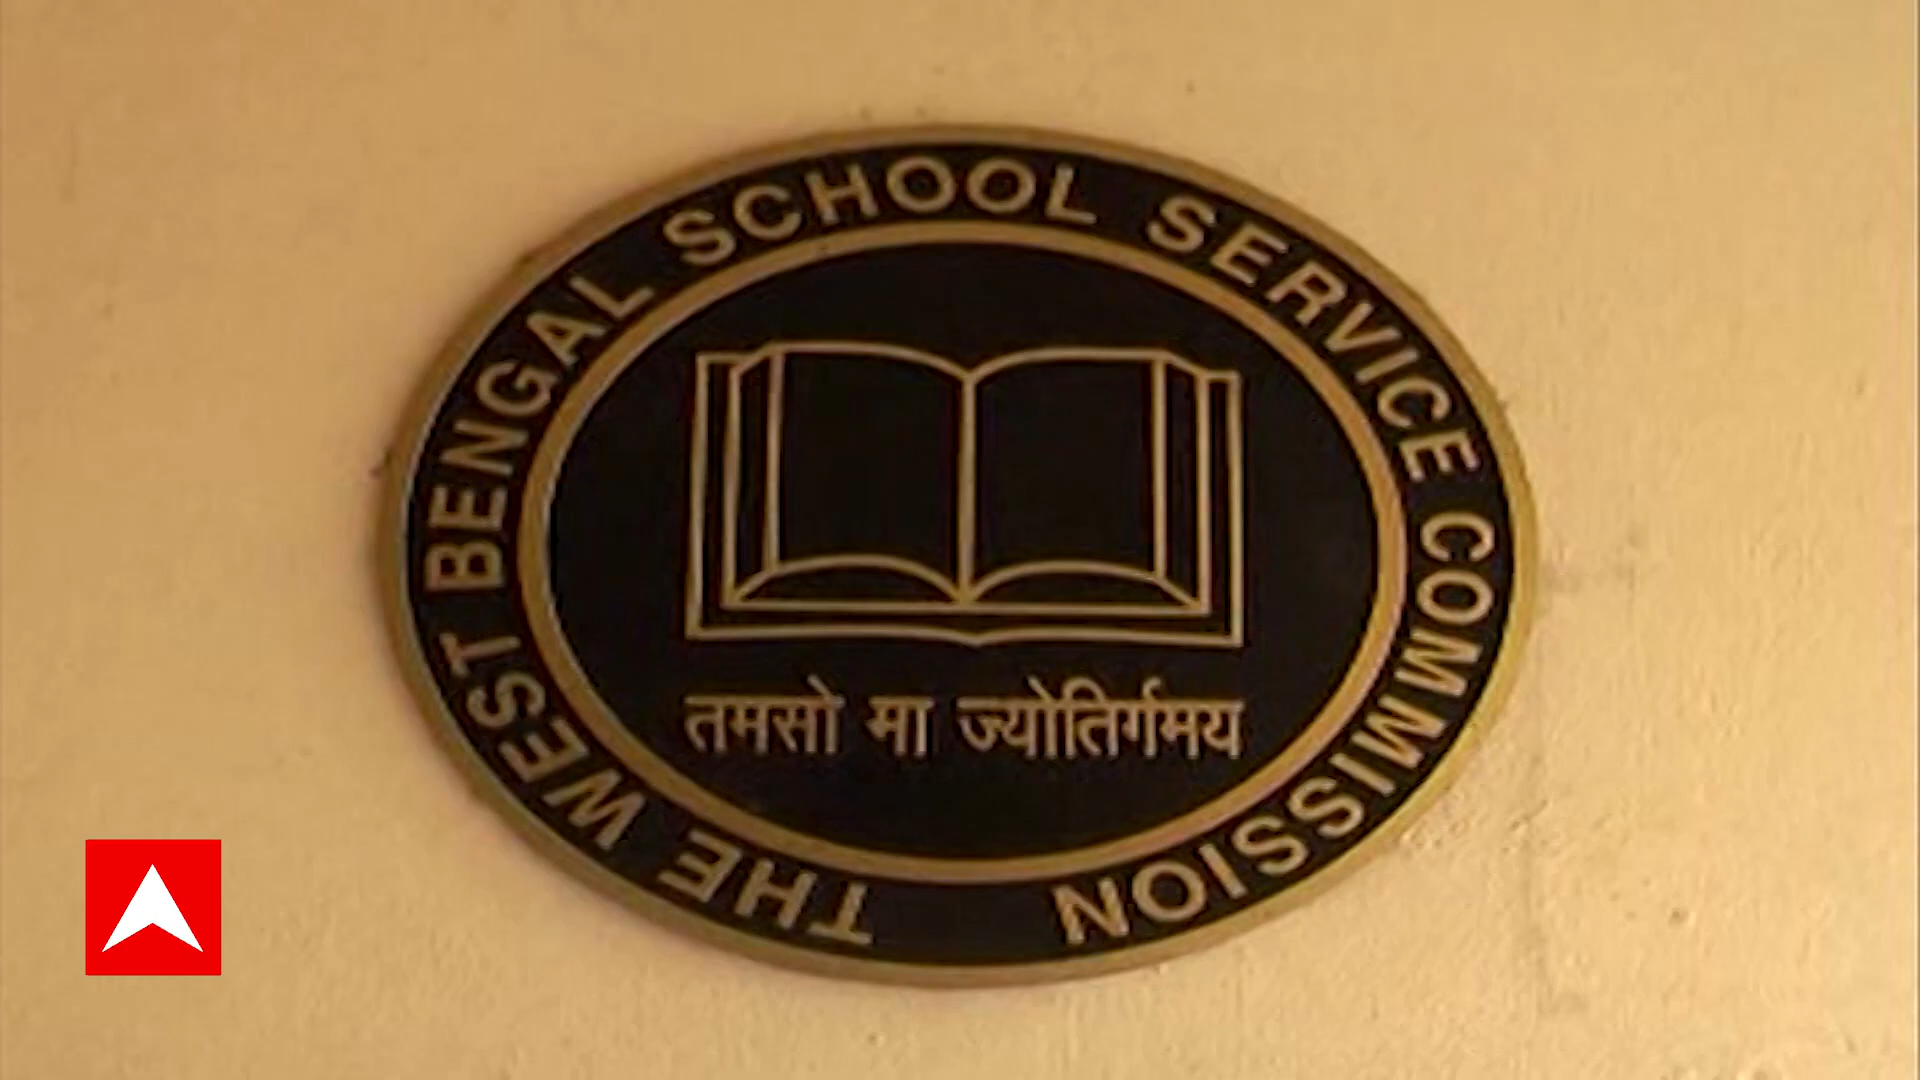 THE WEST BENGAL SCHOOL SERVICE COMMISSION
तमसो मा ज्योतिर्गमय